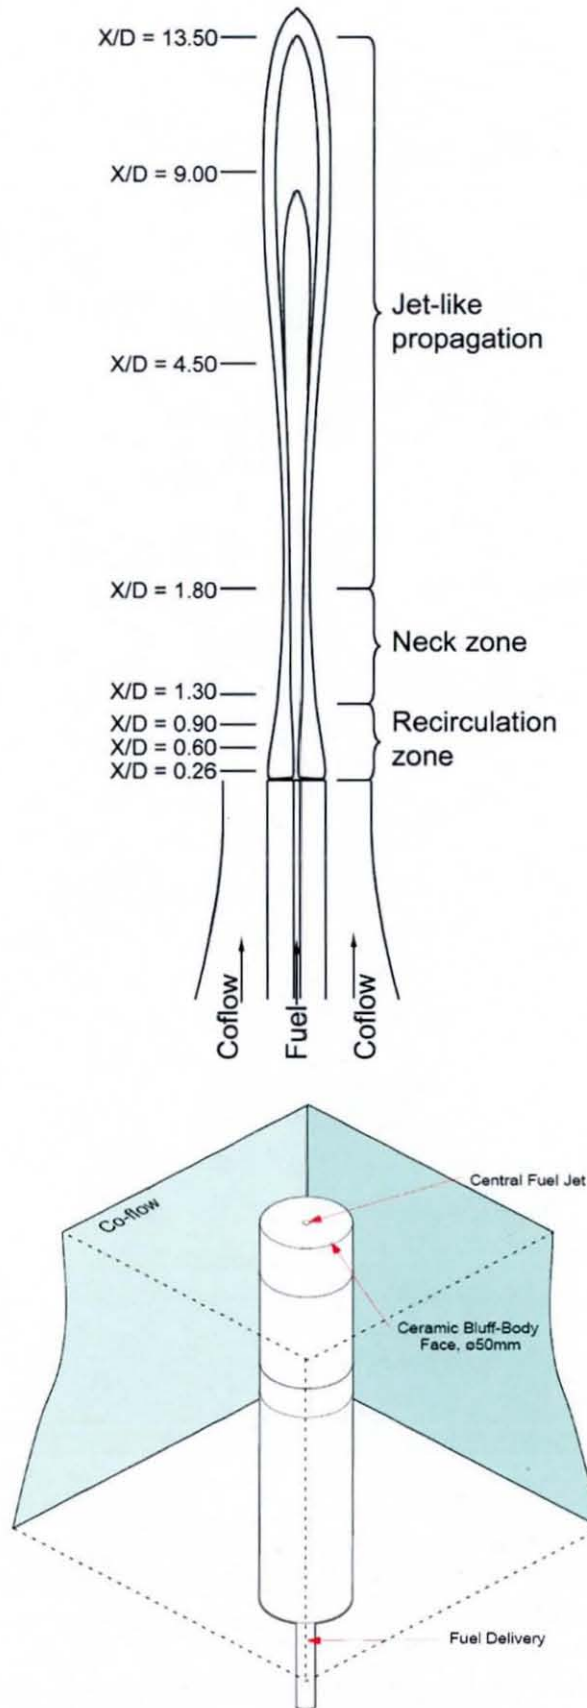 X/D = 13.50
X/D = 9.00
Jet-like
propagation
X/D = 4.50
X/D = 1.80
Neck zone
X/D = 1.30
X/D = 0.90
Recirculation
zone
X/D = 0.60
X/D = 0.26
Coflow
Fuel
Coflow
Central Fuel Jet
Co-flow
Ceramic Bluff-Body
Face, ø50mm
Fuel Delivery